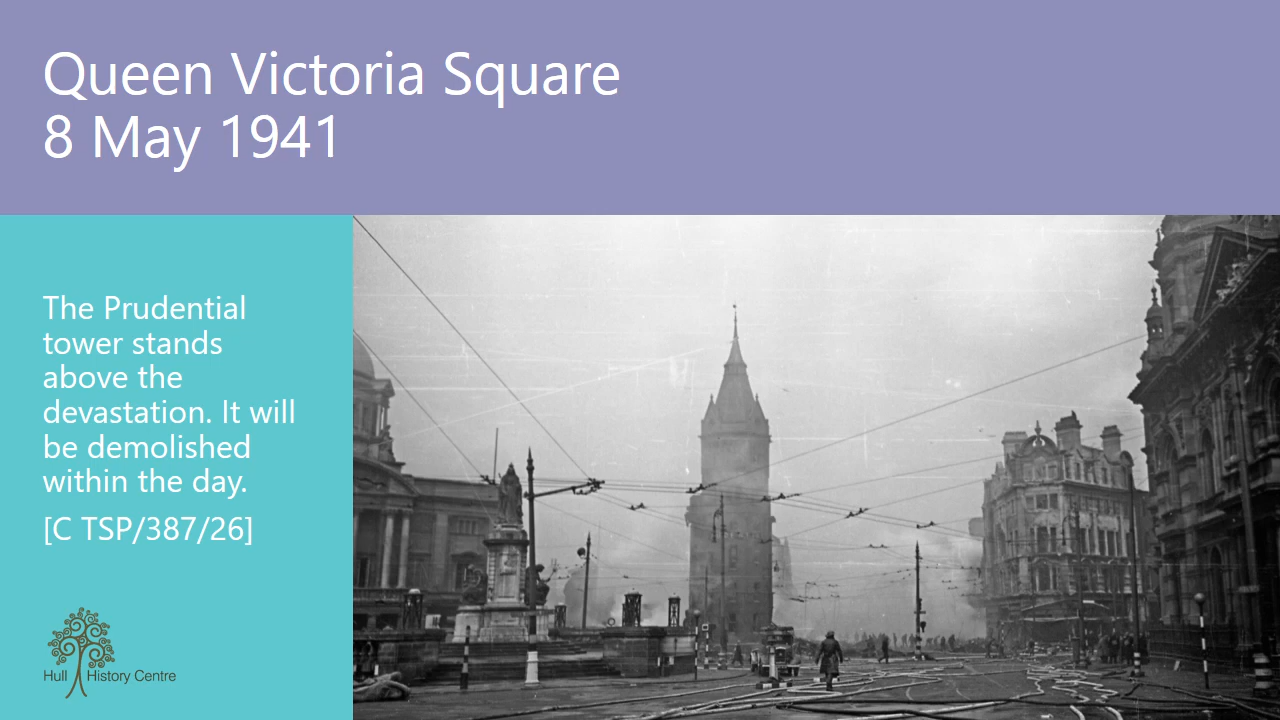 Queen Victoria Square
8 May 1941
The Prudential
tower stands
above the
devastation. It will
be demolished
within the day.
[C TSP/387/26]
Hull History Centre